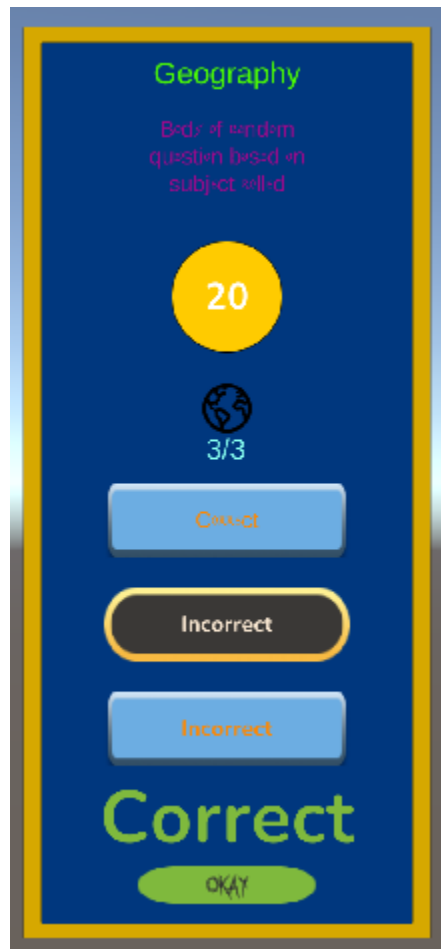 Geography
Body of random
question based on
subject rolled
20
3/3
Correct
Incorrect
Incorrect
Correct
OKAY